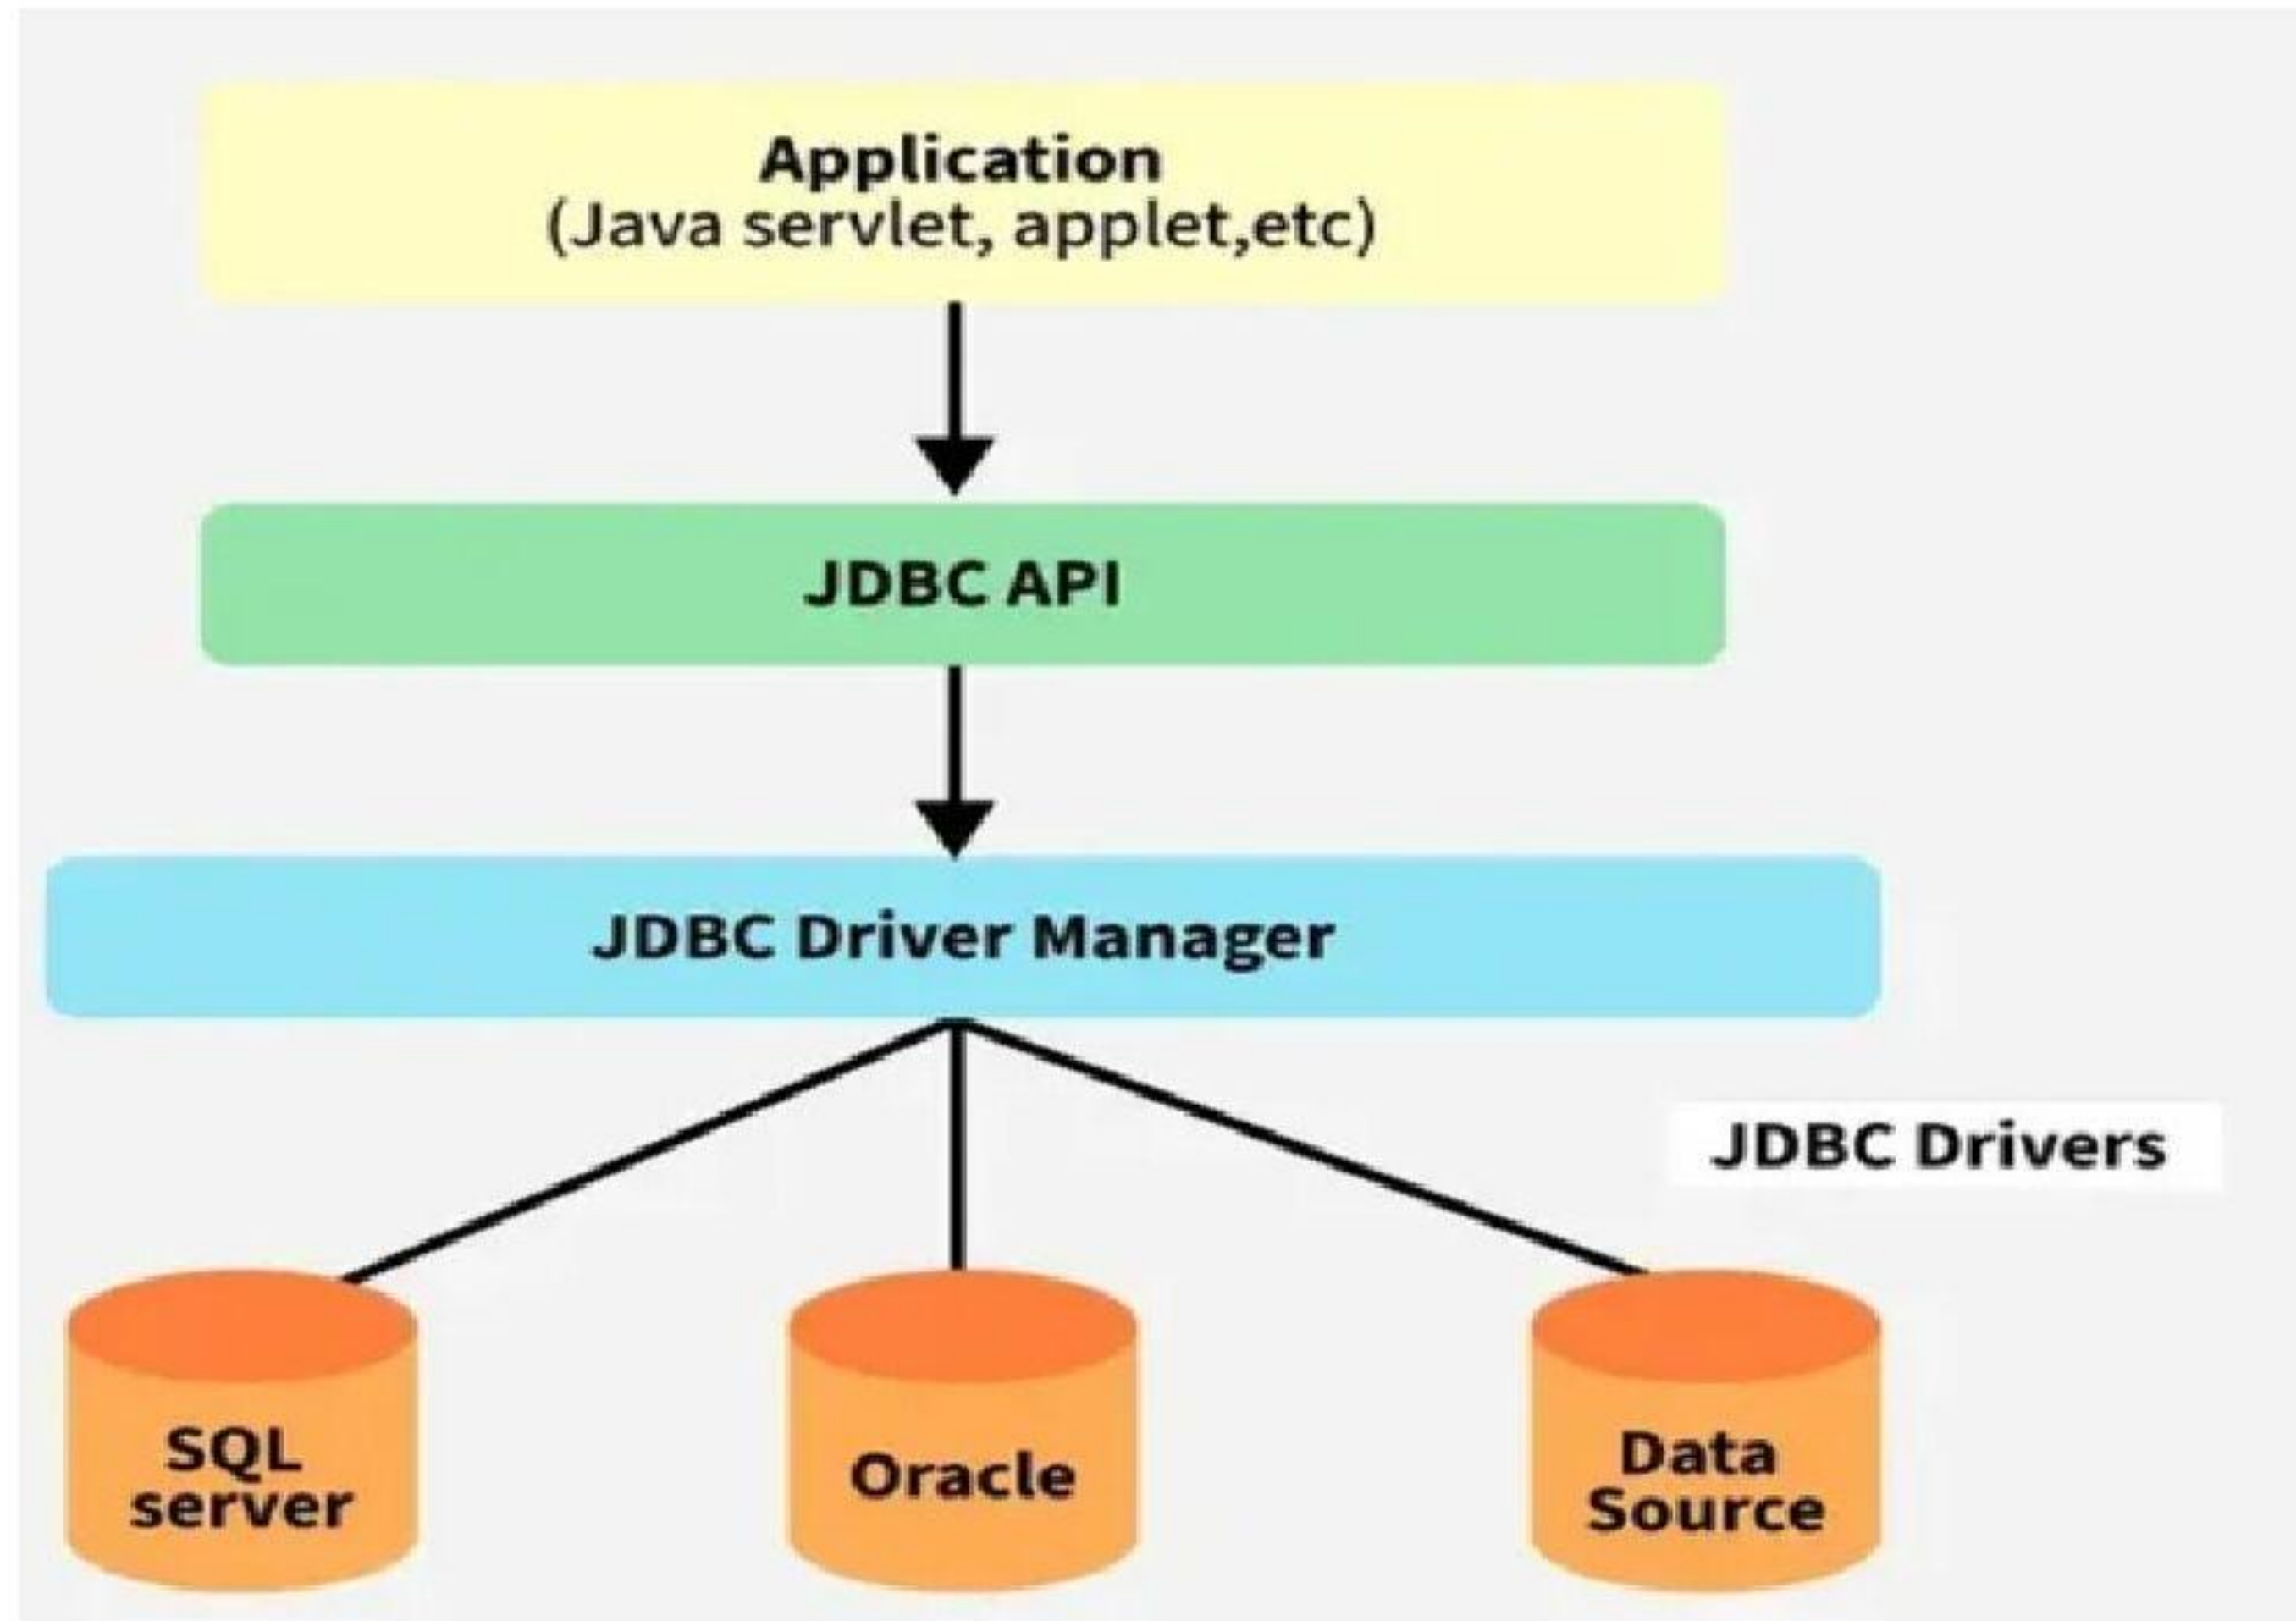 Application
(Java servlet, applet,etc)
JDBC API
JDBC Driver Manager
JDBC Drivers
SQL
server
Oracle
Data
Source